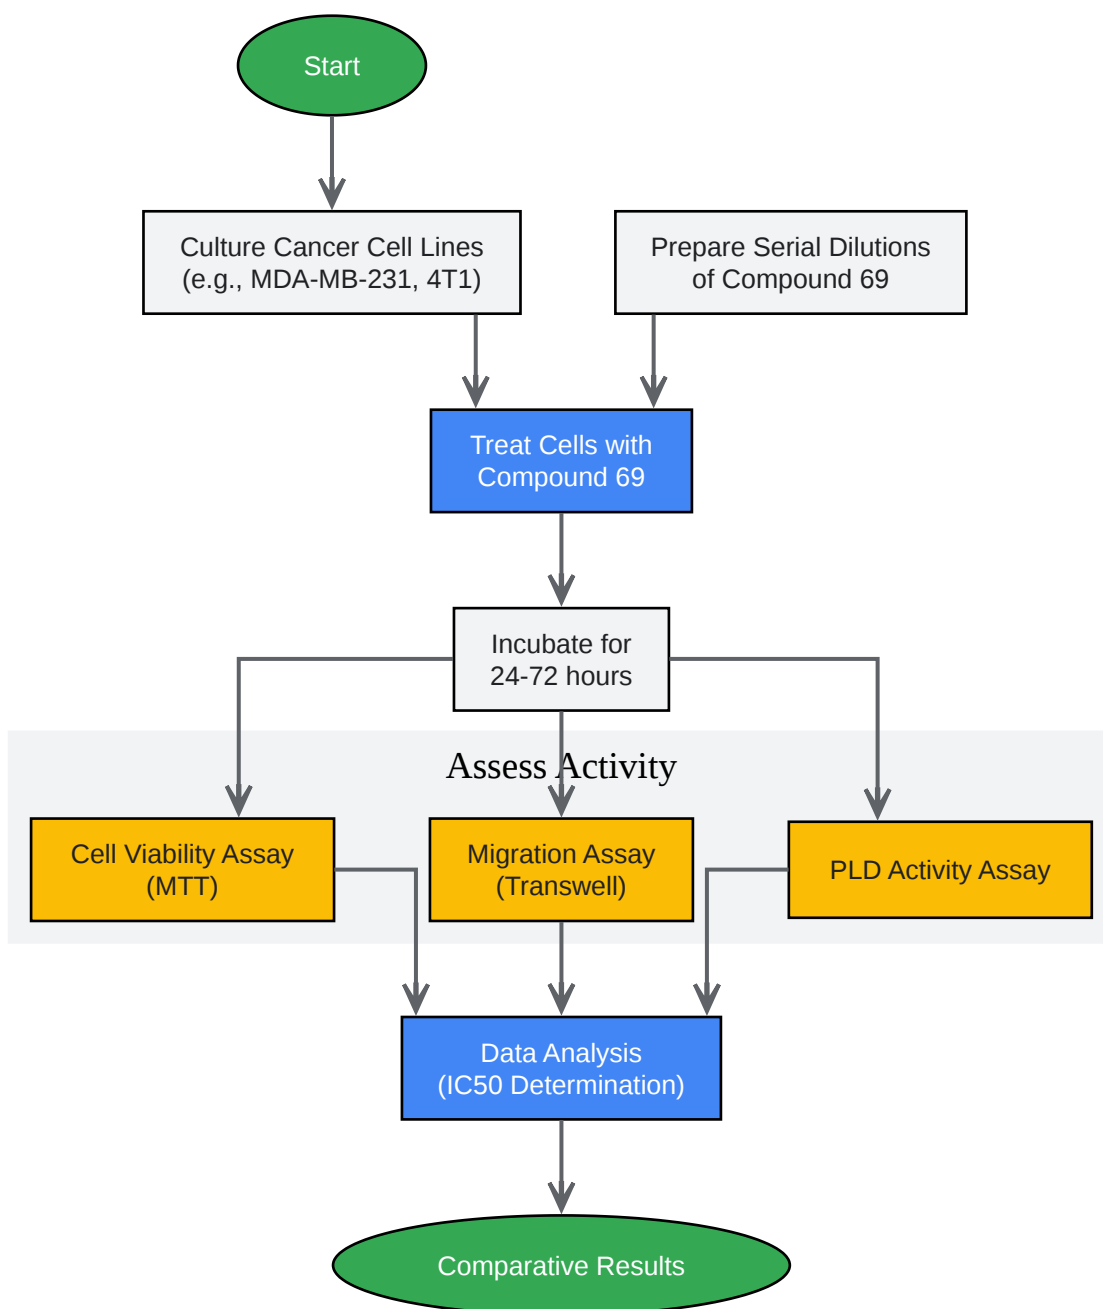 Start
Culture Cancer Cell Lines
(e.g., MDA-MB-231, 4T1)
Prepare Serial Dilutions
of Compound 69
Treat Cells with
Compound 69
Incubate for
24-72 hours
Assess Activity
Cell Viability Assay
(MTT)
Migration Assay
(Transwell)
PLD Activity Assay
Data Analysis
(IC50 Determination)
Comparative Results